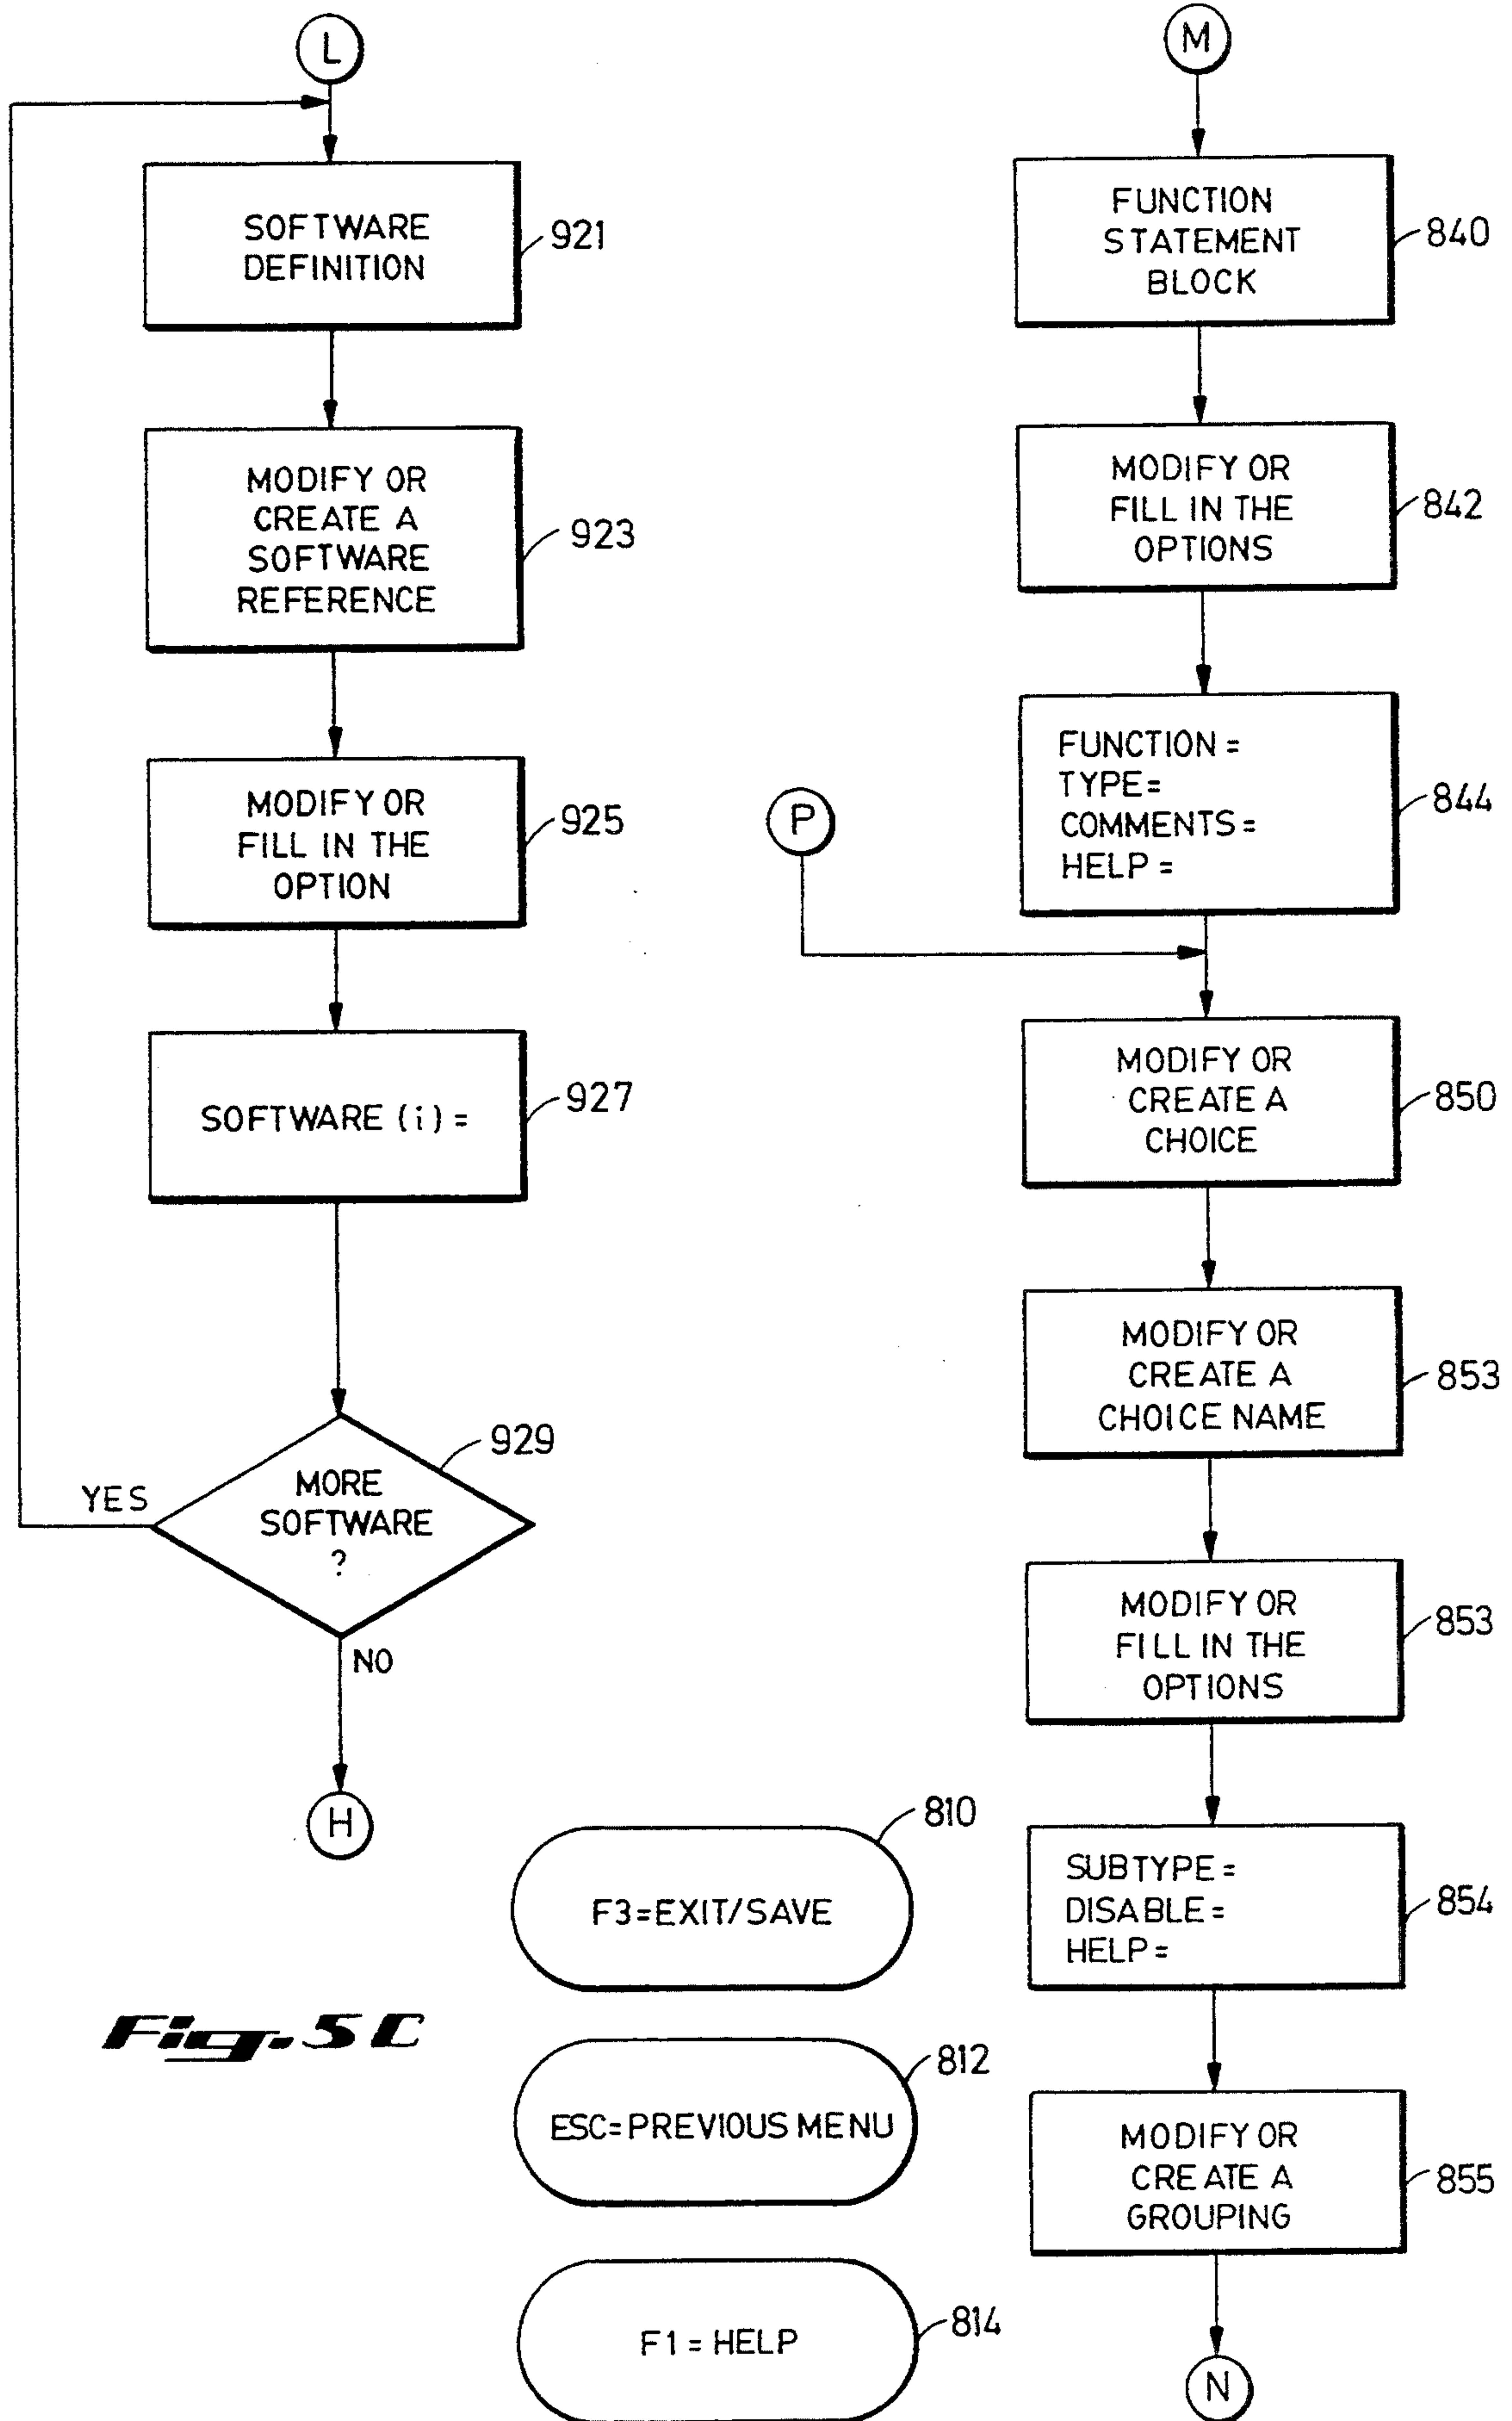 L
SOFTWARE
DEFINITION
921
MODIFY OR
CREATE A
SOFTWARE
REFERENCE
923
MODIFY OR
FILL IN THE
OPTION
925
SOFTWARE (i) =
927
MORE
SOFTWARE
?
929
YES
NO
H
M
FUNCTION
STATEMENT
BLOCK
840
MODIFY OR
FILL IN THE
OPTIONS
842
FUNCTION =
TYPE=
COMMENTS=
HELP =
844
P
MODIFY OR
CREATE A
CHOICE
850
MODIFY OR
CREATE A
CHOICE NAME
853
MODIFY OR
FILL IN THE
OPTIONS
853
SUBTYPE=
DISABLE=
HELP=
854
MODIFY OR
CREATE A
GROUPING
855
N
F3=EXIT/SAVE
810
ESC=PREVIOUS MENU
812
F1 = HELP
814
Fig. 5C